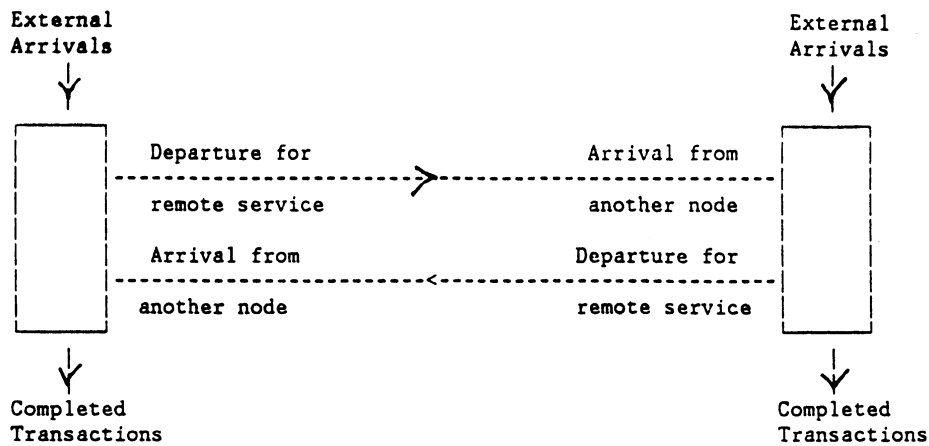 External
Arrivals
External
Arrivals
Departure for
remote service
Arrival from
another node
Arrival from
another node
Departure for
remote service
Completed
Transactions
Completed
Transactions